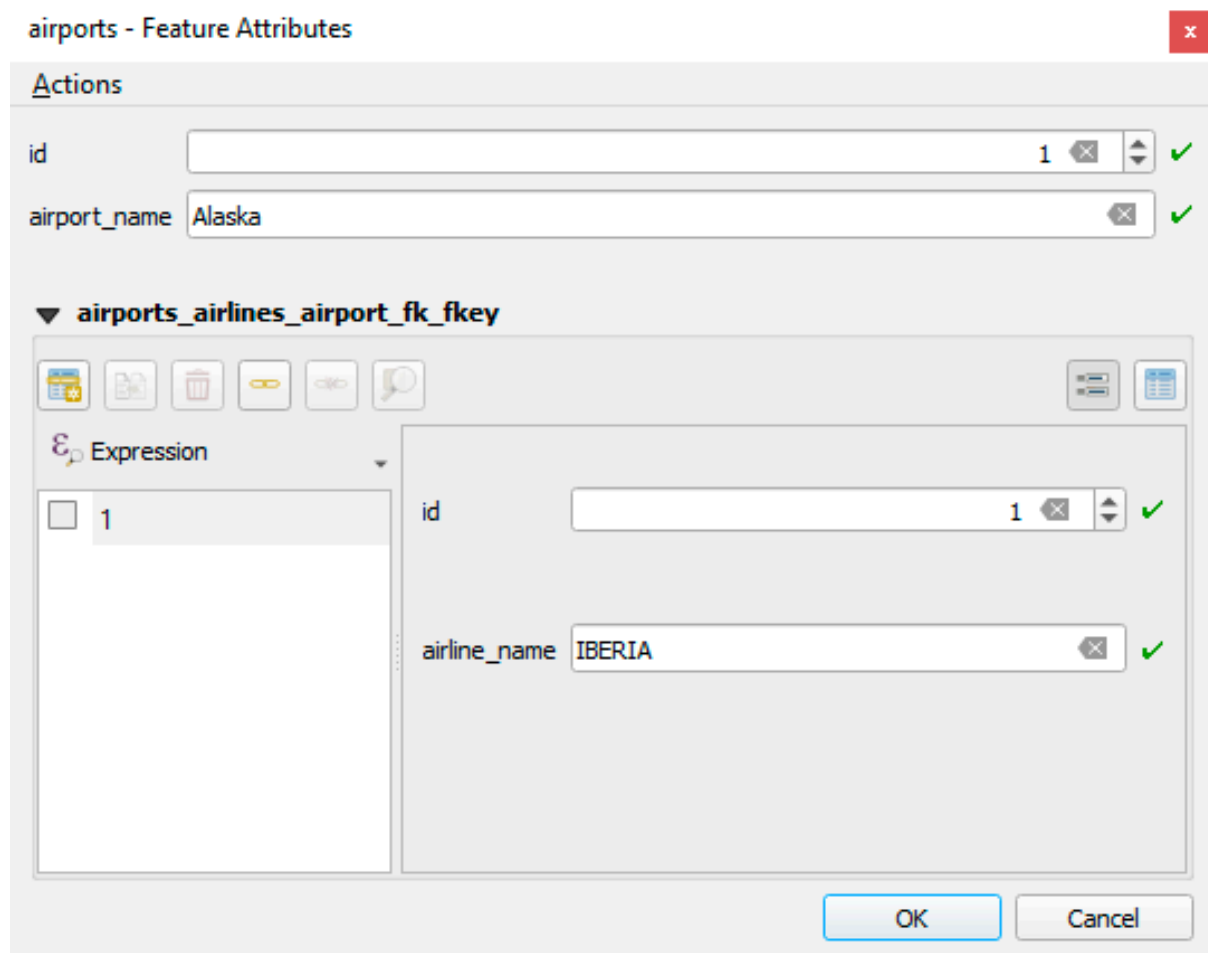 airports - Feature Attributes
x
Actions
id 1
airport_name Alaska
airports_airlines_airport_fk_fkey
Expression
1
id 1
airline_name IBERIA
OK Cancel